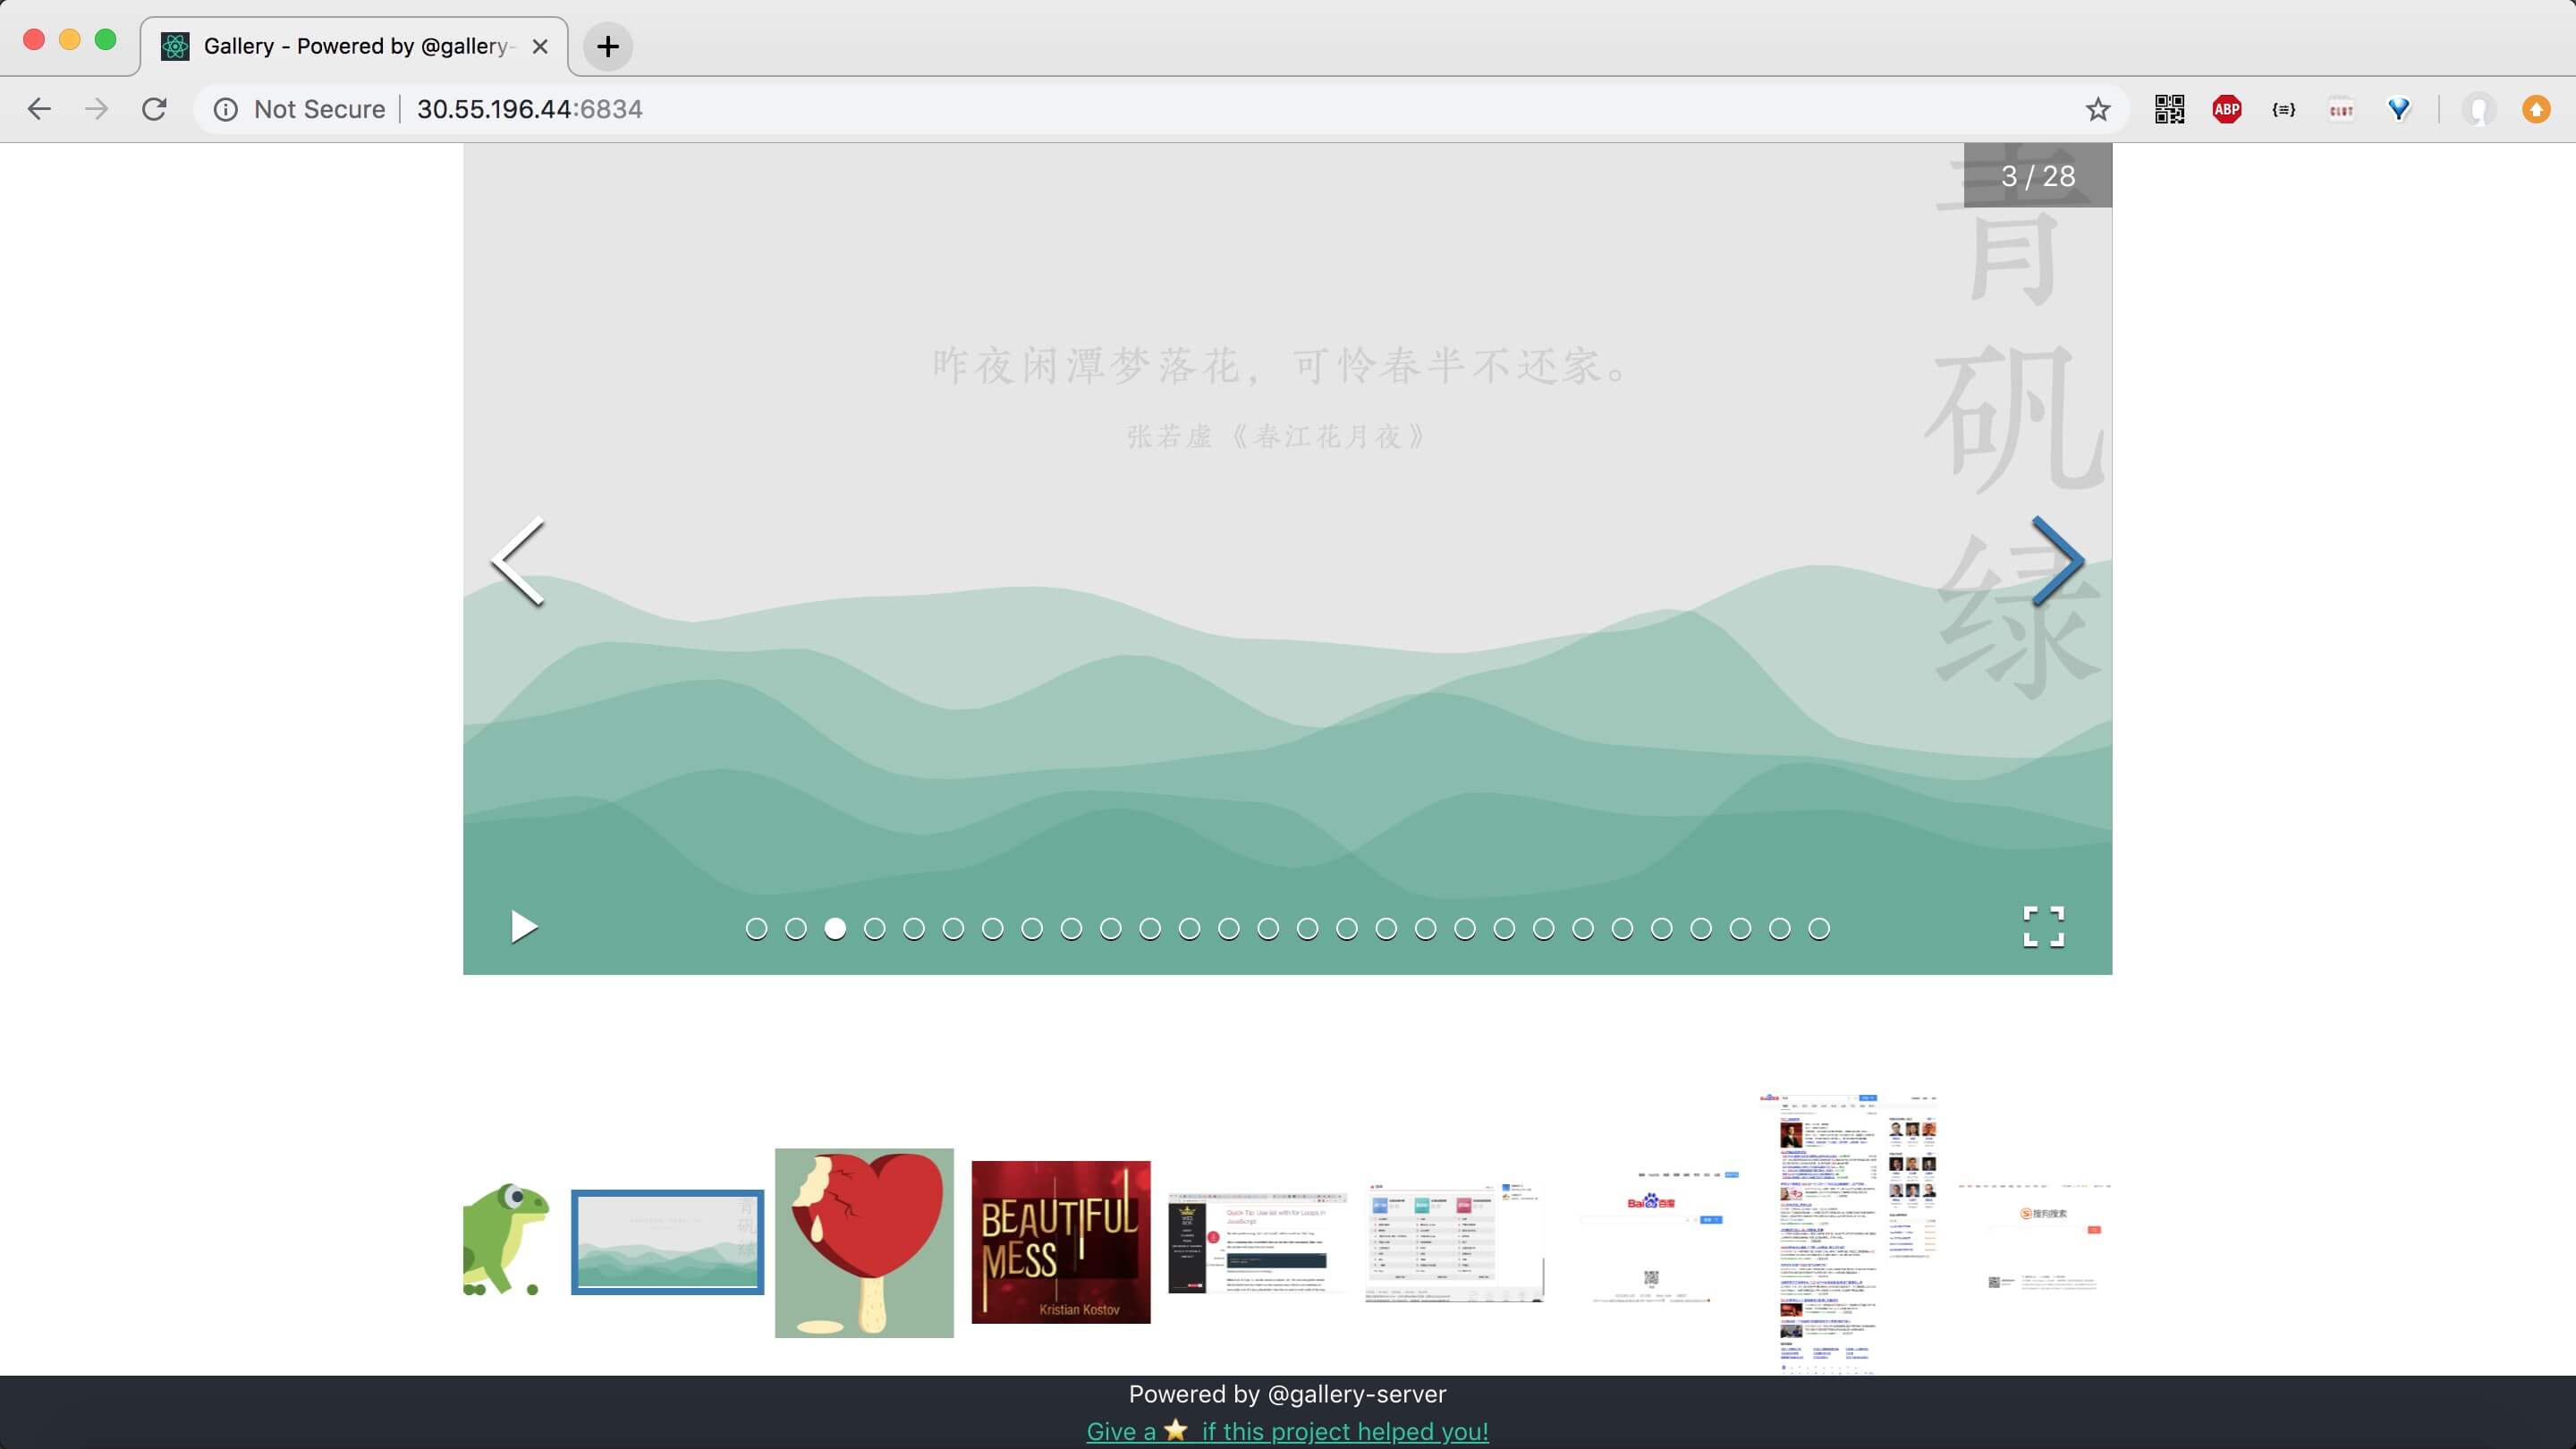 Gallery - Powered by @gallery-
Not Secure
30.55.196.44:6834
ABP
3 / 28
青矾绿
昨夜闲潭梦落花，可怜春半不还家。
张若虚《春江花月夜》
BEAUTIFUL
MESS
Kristian Kostov
Quick Tip: Use let with for Loops in
JavaScript
Bai百度
搜狗搜索
Powered by @gallery-server
Give a ⭐ if this project helped you!